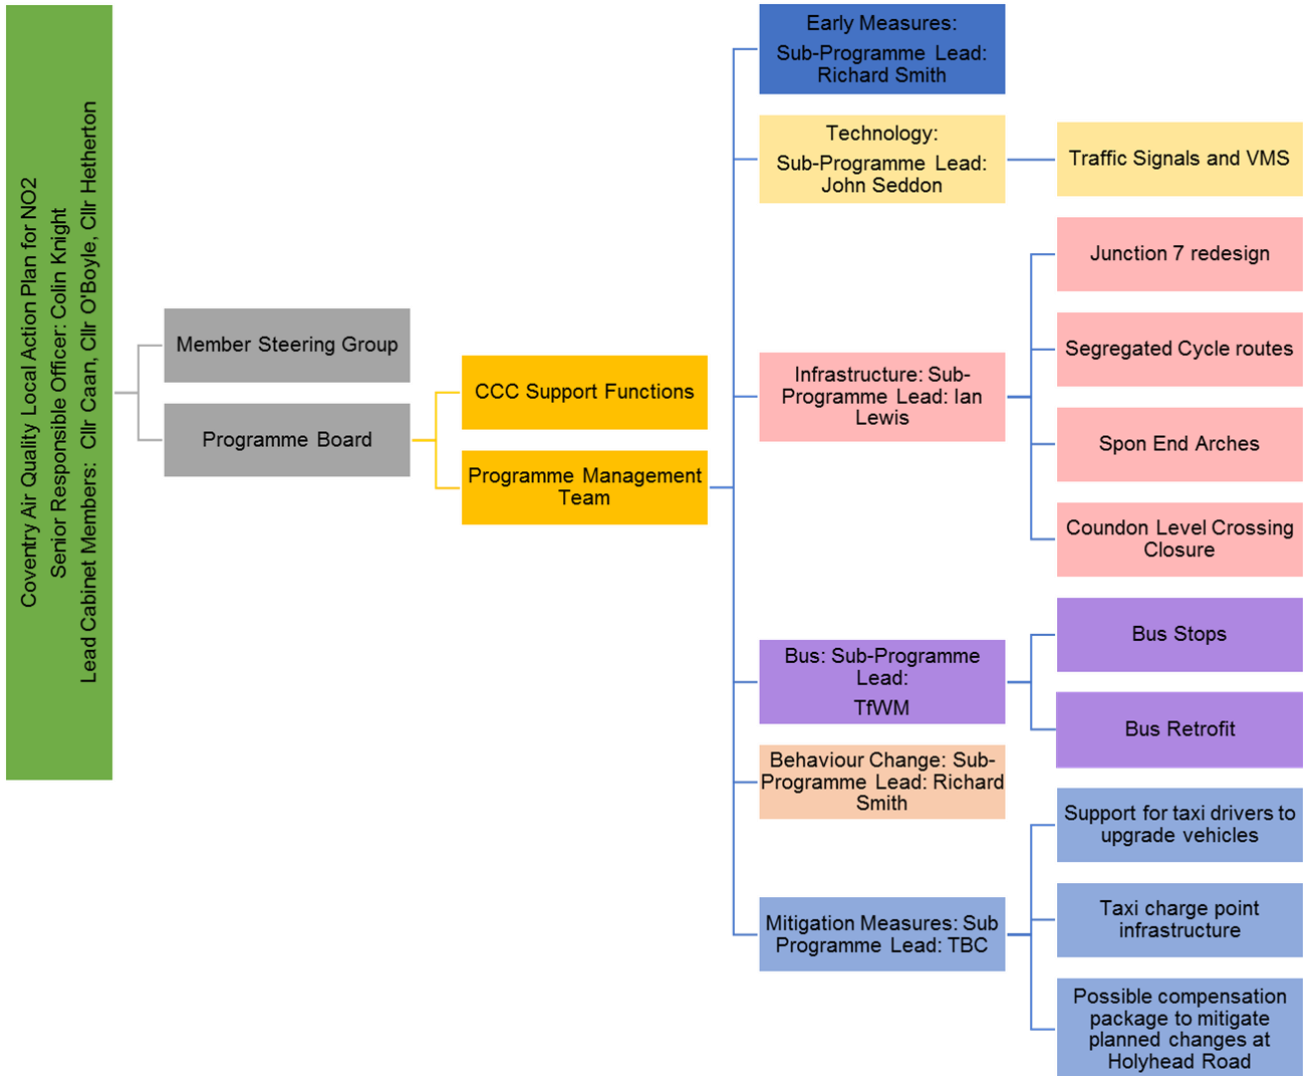 Coventry Air Quality Local Action Plan for NO2
Senior Responsible Officer: Colin Knight
Lead Cabinet Members: Cllr Caan, Cllr O'Boyle, Cllr Hetherton
Member Steering Group
Programme Board
CCC Support Functions
Programme Management
Team
Early Measures:
Sub-Programme Lead:
Richard Smith
Technology:
Sub-Programme Lead:
John Seddon
Traffic Signals and VMS
Infrastructure: Sub-
Programme Lead: Ian
Lewis
Junction 7 redesign
Segregated Cycle routes
Spon End Arches
Coundon Level Crossing
Closure
Bus: Sub-Programme
Lead:
TfWM
Bus Stops
Bus Retrofit
Behaviour Change: Sub-
Programme Lead: Richard
Smith
Mitigation Measures: Sub
Programme Lead: TBC
Support for taxi drivers to
upgrade vehicles
Taxi charge point
infrastructure
Possible compensation
package to mitigate
planned changes at
Holyhead Road